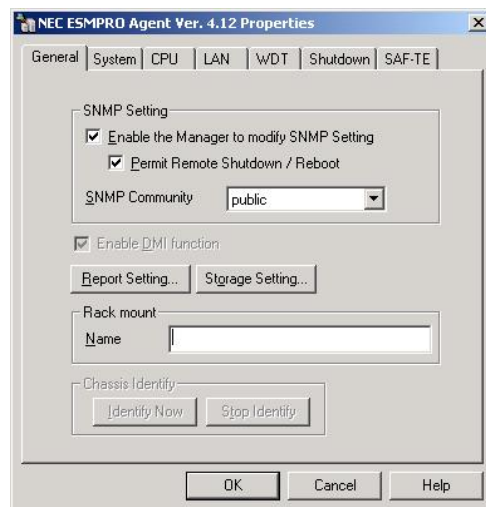 NEC ESMPRO Agent Ver. 4.12 Properties
General System CPU LAN WDT Shutdown SAF-TE
SNMP Setting
Enable the Manager to modify SNMP Setting
Permit Remote Shutdown / Reboot
SNMP Community public
Enable DMI function
Report Setting... Storage Setting...
Rack mount
Name
Chassis Identify
Identify Now Stop Identify
OK Cancel Help